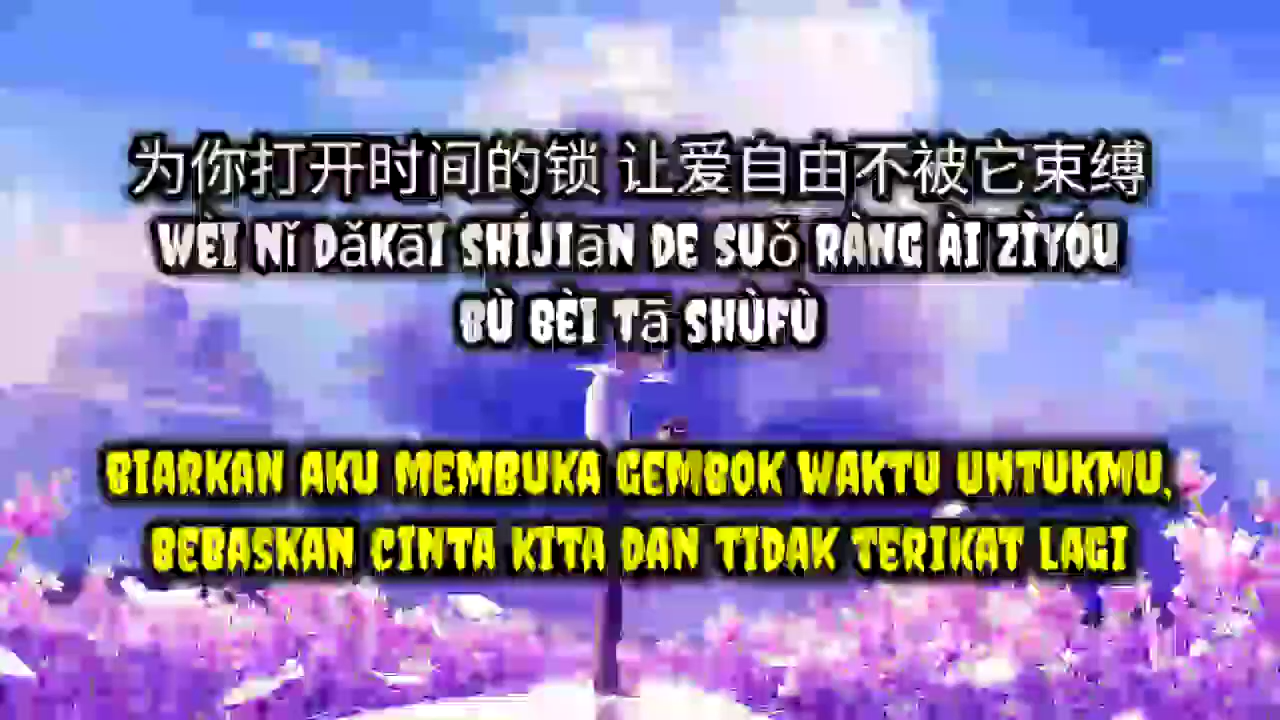 为你打开时间的锁 让爱自由不被它束缚
WÈI Nǐ DǎKāI SHÍJIāN DE SUǒ RÀNG ÀI ZÌYÓU
BÙ BÈI Tā SHÙFÙ
BIARKAN AKU MEMBUKA GEMBOK WAKTU UNTUKMU,
BEBASKAN CINTA KITA DAN TIDAK TERIKAT LAGI